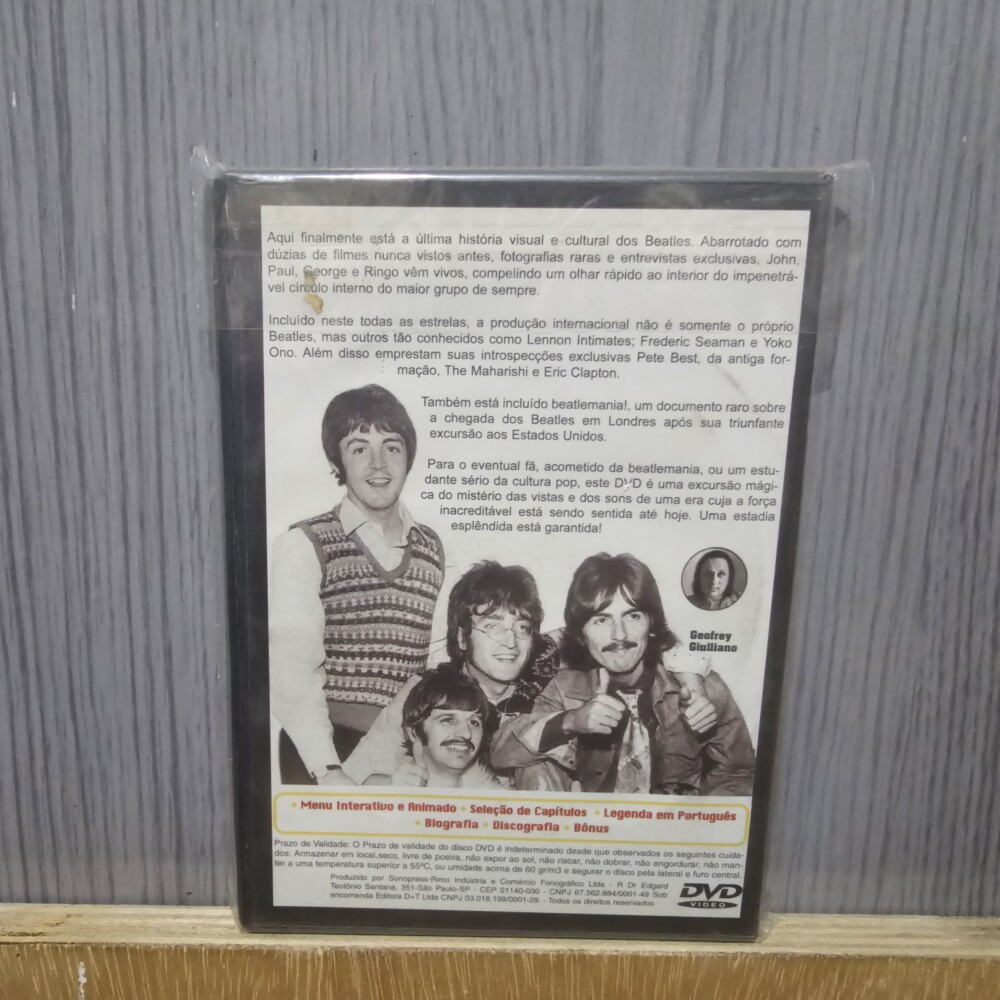 Aqui finalmente está a última história visual e cultural dos Beatles. Abarrotado com
dúzias de filmes nunca vistos antes, fotografias raras e entrevistas exclusivas, John,
Paul, George e Ringo vêm vivos, compelindo um olhar rápido ao interior do impenetrá-
vel circulo interno do maior grupo de sempre.
Incluído neste todas as estrelas, a produção internacional não é somente o próprio
Beatles, mas outros tão conhecidos como Lennon Intimates; Frederic Seaman e Yoko
Ono. Além disso emprestam suas introspecções exclusivas Pete Best, da antiga for-
mação, The Maharishi e Eric Clapton.
Também está incluído beatlemania!, um documento raro sobre
a chegada dos Beatles em Londres após sua triunfante
excursão aos Estados Unidos.
Para o eventual fã, acometido da beatlemania, ou um estu-
dante sério da cultura pop, este DVD é uma excursão mági-
ca do mistério das vistas e dos sons de uma era cuja a força
inacreditável está sendo sentida até hoje. Uma estadia
esplêndida está garantida!
Geofrey
Giulliano
• Menu Interativo e Animado • Seleção de Capítulos • Legenda em Português
• Biografia • Discografia • Bônus
Prazo de Validade: O Prazo de validade do disco DVD é indeterminado desde que observados os seguintes cuida-
dos: Armazenar em local,seco, livre de poeira, não expor ao sol, não riscar, não dobrar, não engordurar, não man-
ter a uma temperatura superior a 55ºC, ou umidade acima de 60 gr/m3 e segurar o disco pela lateral e furo central.
Produzido por Sonopress-Rimo Indústria e Comércio Fonográfico Ltda - R Dr Edgard
Teotônio Santana, 351-São Paulo-SP - CEP 01140-030 - CNPJ 67.562.884/0001-49 Sob
encomenda Editora D+T Ltda CNPJ 03.016.198/0001-29. - Todos os direitos reservados
DVD
VIDEO